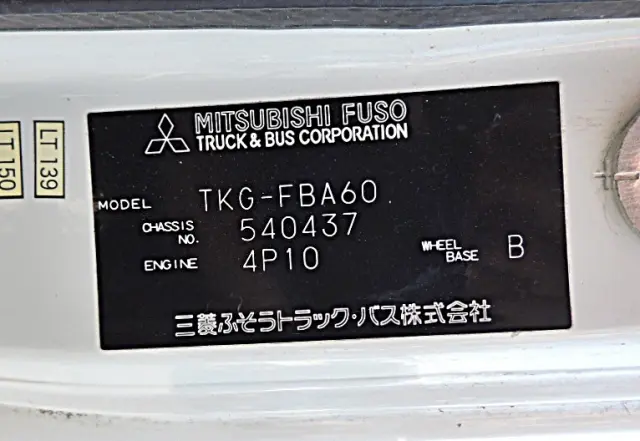 LT 150
LT 139
MITSUBISHI FUSO
TRUCK & BUS CORPORATION
MODEL TKG-FBA60
CHASSIS NO. 540437
ENGINE 4P10
WHEEL BASE B
三菱ふそうトラック・バス株式会社